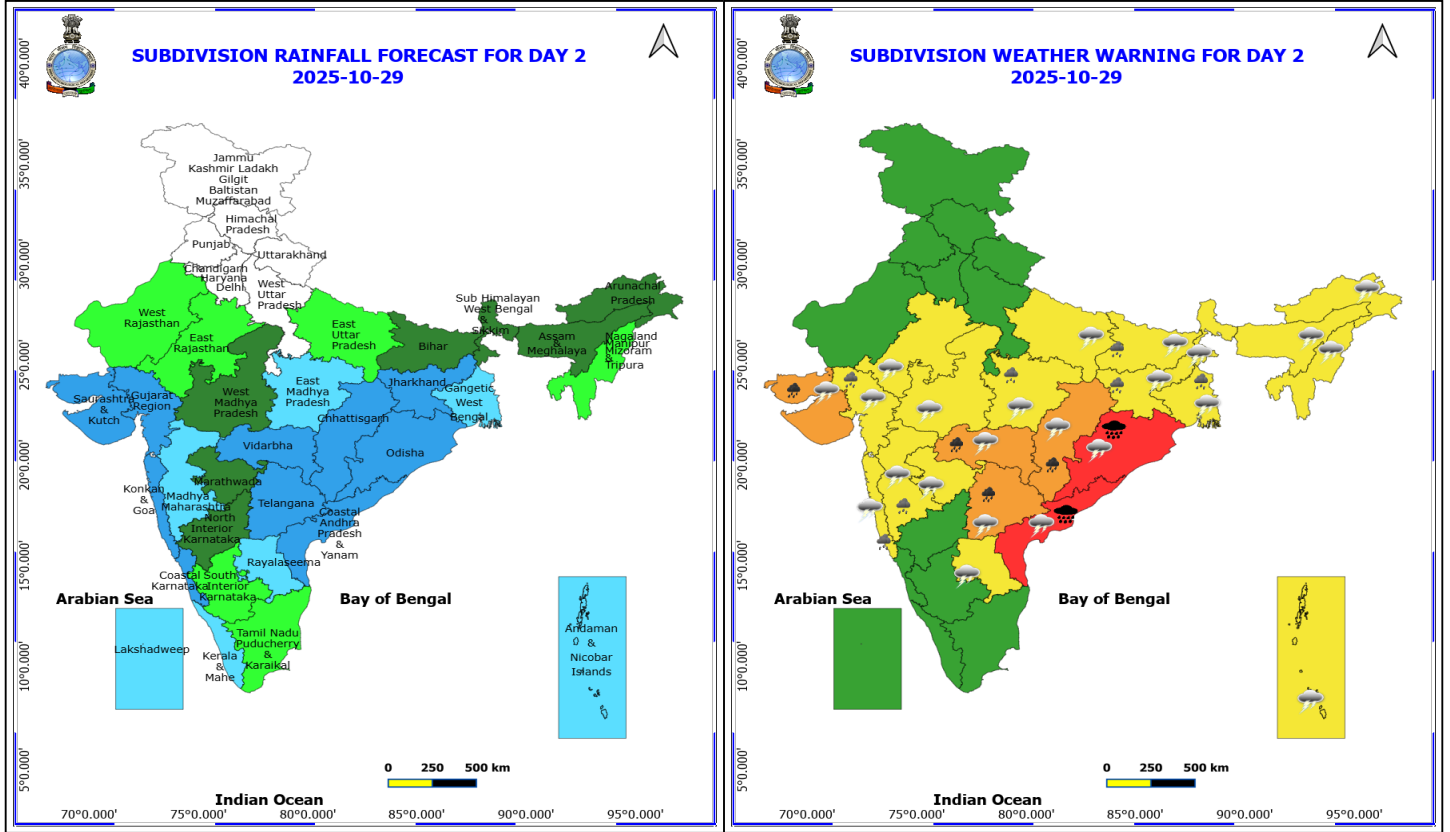 SUBDIVISION RAINFALL FORECAST FOR DAY 2
2025-10-29
40°0.000'
35°0.000'
30°0.000'
25°0.000'
20°0.000'
15°0.000'
10°0.000'
5°0.000'
Jammu
Kashmir Ladakh
Gilgit
Baltistan
Muzaffarabad
Himachal
Pradesh
Punjab
Uttarakhand
Chandigarh
Haryana
Delhi
West
Uttar
Pradesh
West
Rajasthan
East
Rajasthan
East
Uttar
Pradesh
Bihar
Sub Himalayan
West Bengal
&
Sikkim
Arunachal
Pradesh
Assam
&
Meghalaya
Nagaland
Manipur
Mizoram
&
Tripura
Saurashtra
&
Kutch
Gujarat
Region
West
Madhya
Pradesh
East
Madhya
Pradesh
Jharkhand
Gangetic
West
Bengal
Chhattisgarh
Vidarbha
Odisha
Konkan
&
Goa
Madhya
Maharashtra
Marathwada
Telangana
North
Interior
Karnataka
Coastal
Andhra
Pradesh
&
Yanam
Rayalaseema
Coastal
Karnataka
South
Interior
Karnataka
Tamil Nadu
Puducherry
&
Karaikal
Kerala
&
Mahe
Lakshadweep
Andaman
&
Nicobar
Islands
Arabian Sea
Bay of Bengal
0 250 500 km
Indian Ocean
70°0.000' 75°0.000' 80°0.000' 85°0.000' 90°0.000' 95°0.000'
SUBDIVISION WEATHER WARNING FOR DAY 2
2025-10-29
40°0.000'
35°0.000'
30°0.000'
25°0.000'
20°0.000'
15°0.000'
10°0.000'
5°0.000'
Arabian Sea
Bay of Bengal
0 250 500 km
Indian Ocean
70°0.000' 75°0.000' 80°0.000' 85°0.000' 90°0.000' 95°0.000'